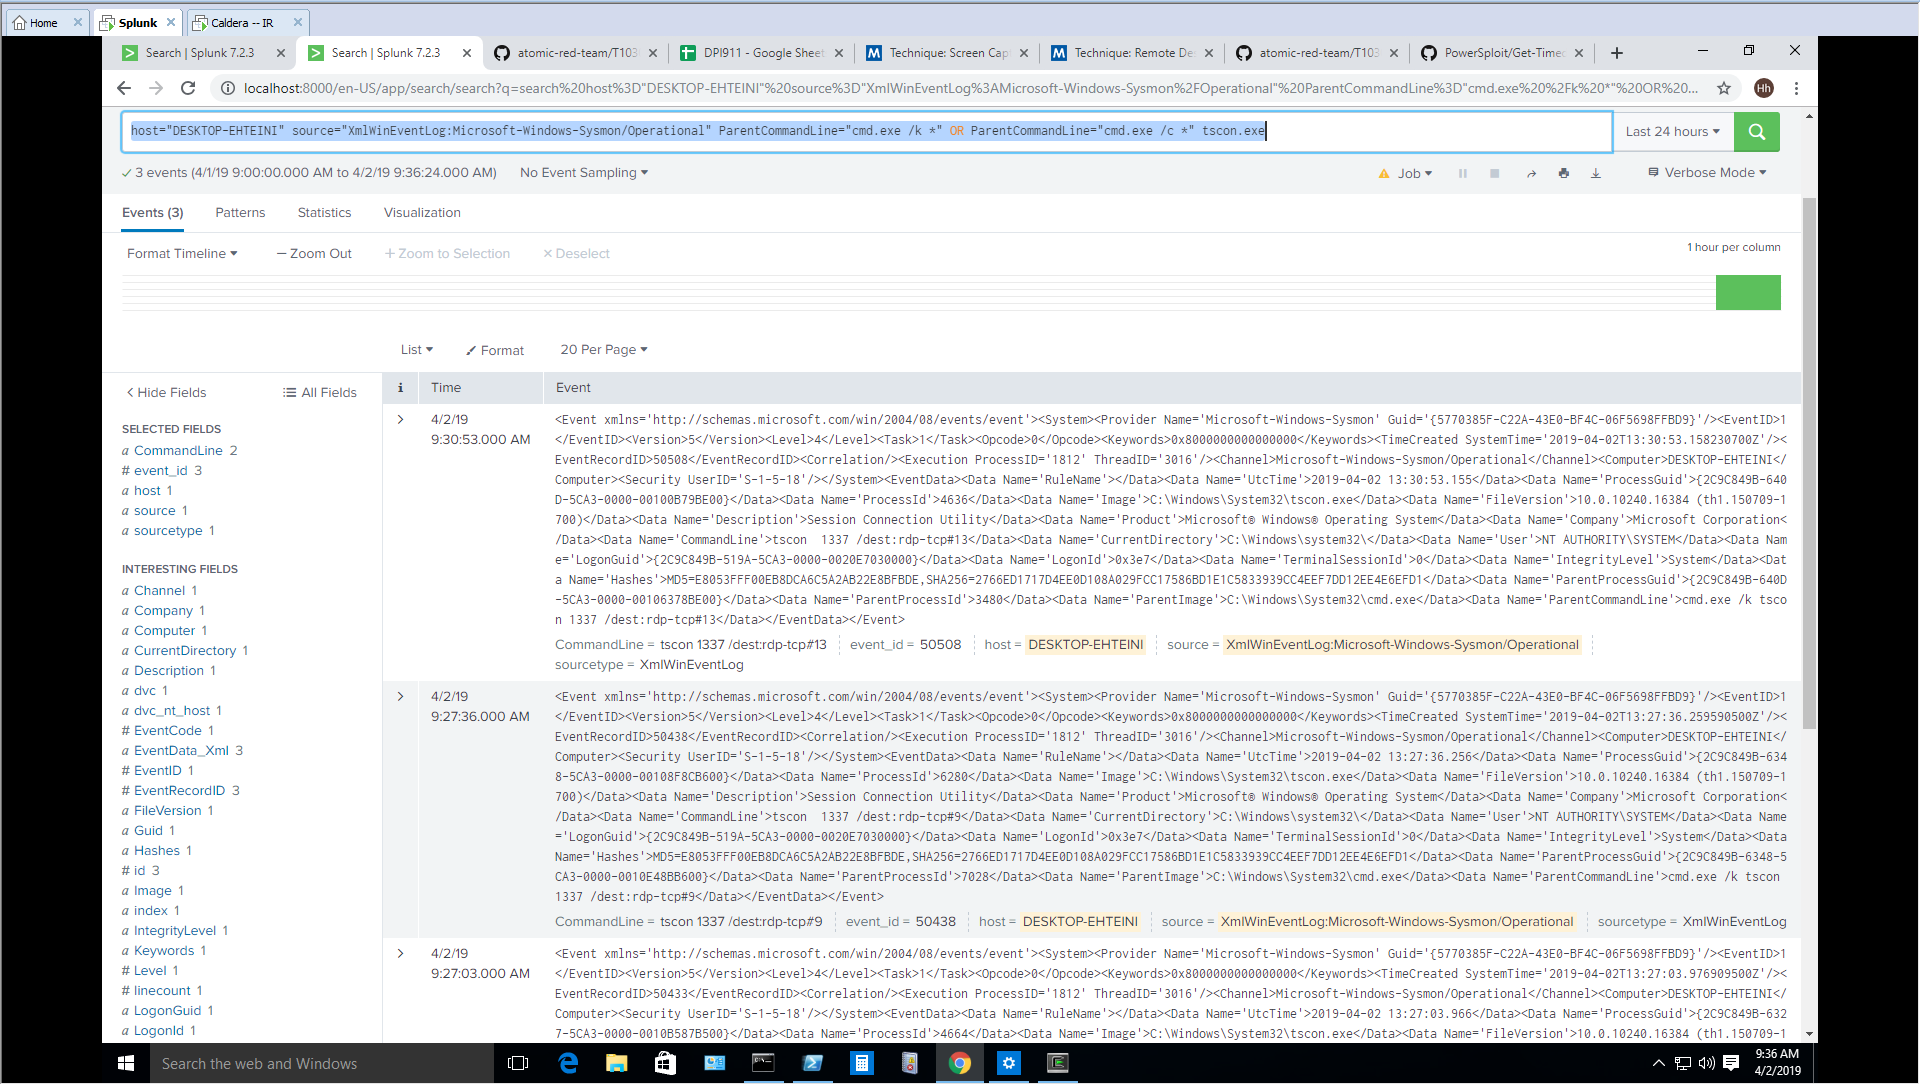 Home
Splunk
Caldera -- IR
Search | Splunk 7.2.3
Search | Splunk 7.2.3
atomic-red-team/T103
DPI911 - Google Sheet
Technique: Screen Cap
Technique: Remote De
atomic-red-team/T103
PowerSploit/Get-Timed
localhost:8000/en-US/app/search/search?q=search%20host%3D"DESKTOP-EHTEINI"%20source%3D"XmlWinEventLog%3AMicrosoft-Windows-Sysmon%2FOperational"%20ParentCommandLine%3D"cmd.exe%20%2Fk%20*"%20OR%20...
Hh
host="DESKTOP-EHTEINI" source="XmlWinEventLog:Microsoft-Windows-Sysmon/Operational" ParentCommandLine="cmd.exe /k *" OR ParentCommandLine="cmd.exe /c *" tscon.exe
Last 24 hours
3 events (4/1/19 9:00:00.000 AM to 4/2/19 9:36:24.000 AM)
No Event Sampling
Job
Verbose Mode
Events (3)
Patterns
Statistics
Visualization
Format Timeline
— Zoom Out
+ Zoom to Selection
× Deselect
1 hour per column
List
Format
20 Per Page
< Hide Fields
All Fields
i
Time
Event
SELECTED FIELDS
a CommandLine 2
# event_id 3
a host 1
a source 1
a sourcetype 1
INTERESTING FIELDS
a Channel 1
a Company 1
a Computer 1
a CurrentDirectory 1
a Description 1
a dvc 1
a dvc_nt_host 1
# EventCode 1
a EventData_Xml 3
# EventID 1
# EventRecordID 3
a FileVersion 1
a Guid 1
a Hashes 1
# id 3
a Image 1
a index 1
a IntegrityLevel 1
a Keywords 1
# Level 1
# linecount 1
a LogonGuid 1
a LogonId 1
4/2/19
9:30:53.000 AM
<Event xmlns='http://schemas.microsoft.com/win/2004/08/events/event'><System><Provider Name='Microsoft-Windows-Sysmon' Guid='{5770385F-C22A-43E0-BF4C-06F5698FFBD9}'/><EventID>1
</EventID><Version>5</Version><Level>4</Level><Task>1</Task><Opcode>0</Opcode><Keywords>0x8000000000000000</Keywords><TimeCreated SystemTime='2019-04-02T13:30:53.158230700Z'/><
EventRecordID>50508</EventRecordID><Correlation/><Execution ProcessID='1812' ThreadID='3016'/><Channel>Microsoft-Windows-Sysmon/Operational</Channel><Computer>DESKTOP-EHTEINI</
Computer><Security UserID='S-1-5-18'/></System><EventData><Data Name='RuleName'></Data><Data Name='UtcTime'>2019-04-02 13:30:53.155</Data><Data Name='ProcessGuid'>{2C9C849B-640
D-5CA3-0000-00100B79BE00}</Data><Data Name='ProcessId'>4636</Data><Data Name='Image'>C:\Windows\System32\tscon.exe</Data><Data Name='FileVersion'>10.0.10240.16384 (th1.150709-1
700)</Data><Data Name='Description'>Session Connection Utility</Data><Data Name='Product'>Microsoft® Windows® Operating System</Data><Data Name='Company'>Microsoft Corporation<
/Data><Data Name='CommandLine'>tscon  1337 /dest:rdp-tcp#13</Data><Data Name='CurrentDirectory'>C:\Windows\system32\</Data><Data Name='User'>NT AUTHORITY\SYSTEM</Data><Data Nam
e='LogonGuid'>{2C9C849B-519A-5CA3-0000-0020E7030000}</Data><Data Name='LogonId'>0x3e7</Data><Data Name='TerminalSessionId'>0</Data><Data Name='IntegrityLevel'>System</Data><Dat
a Name='Hashes'>MD5=E8053FFF00EB8DCA6C5A2AB22E8BFBDE,SHA256=2766ED1717D4EE0D108A029FCC17586BD1E1C5833939CC4EEF7DD12EE4E6EFD1</Data><Data Name='ParentProcessGuid'>{2C9C849B-640D
-5CA3-0000-00106378BE00}</Data><Data Name='ParentProcessId'>3480</Data><Data Name='ParentImage'>C:\Windows\System32\cmd.exe</Data><Data Name='ParentCommandLine'>cmd.exe /k tsco
n 1337 /dest:rdp-tcp#13</Data></EventData></Event>
CommandLine = tscon 1337 /dest:rdp-tcp#13
event_id = 50508
host = DESKTOP-EHTEINI
source = XmlWinEventLog:Microsoft-Windows-Sysmon/Operational
sourcetype = XmlWinEventLog
4/2/19
9:27:36.000 AM
<Event xmlns='http://schemas.microsoft.com/win/2004/08/events/event'><System><Provider Name='Microsoft-Windows-Sysmon' Guid='{5770385F-C22A-43E0-BF4C-06F5698FFBD9}'/><EventID>1
</EventID><Version>5</Version><Level>4</Level><Task>1</Task><Opcode>0</Opcode><Keywords>0x8000000000000000</Keywords><TimeCreated SystemTime='2019-04-02T13:27:36.259590500Z'/><
EventRecordID>50438</EventRecordID><Correlation/><Execution ProcessID='1812' ThreadID='3016'/><Channel>Microsoft-Windows-Sysmon/Operational</Channel><Computer>DESKTOP-EHTEINI</
Computer><Security UserID='S-1-5-18'/></System><EventData><Data Name='RuleName'></Data><Data Name='UtcTime'>2019-04-02 13:27:36.256</Data><Data Name='ProcessGuid'>{2C9C849B-634
8-5CA3-0000-00108F8CB600}</Data><Data Name='ProcessId'>6280</Data><Data Name='Image'>C:\Windows\System32\tscon.exe</Data><Data Name='FileVersion'>10.0.10240.16384 (th1.150709-1
700)</Data><Data Name='Description'>Session Connection Utility</Data><Data Name='Product'>Microsoft® Windows® Operating System</Data><Data Name='Company'>Microsoft Corporation<
/Data><Data Name='CommandLine'>tscon  1337 /dest:rdp-tcp#9</Data><Data Name='CurrentDirectory'>C:\Windows\system32\</Data><Data Name='User'>NT AUTHORITY\SYSTEM</Data><Data Name
='LogonGuid'>{2C9C849B-519A-5CA3-0000-0020E7030000}</Data><Data Name='LogonId'>0x3e7</Data><Data Name='TerminalSessionId'>0</Data><Data Name='IntegrityLevel'>System</Data><Data
Name='Hashes'>MD5=E8053FFF00EB8DCA6C5A2AB22E8BFBDE,SHA256=2766ED1717D4EE0D108A029FCC17586BD1E1C5833939CC4EEF7DD12EE4E6EFD1</Data><Data Name='ParentProcessGuid'>{2C9C849B-6348-5
CA3-0000-0010E48BB600}</Data><Data Name='ParentProcessId'>7028</Data><Data Name='ParentImage'>C:\Windows\System32\cmd.exe</Data><Data Name='ParentCommandLine'>cmd.exe /k tscon
1337 /dest:rdp-tcp#9</Data></EventData></Event>
CommandLine = tscon 1337 /dest:rdp-tcp#9
event_id = 50438
host = DESKTOP-EHTEINI
source = XmlWinEventLog:Microsoft-Windows-Sysmon/Operational
sourcetype = XmlWinEventLog
4/2/19
9:27:03.000 AM
<Event xmlns='http://schemas.microsoft.com/win/2004/08/events/event'><System><Provider Name='Microsoft-Windows-Sysmon' Guid='{5770385F-C22A-43E0-BF4C-06F5698FFBD9}'/><EventID>1
</EventID><Version>5</Version><Level>4</Level><Task>1</Task><Opcode>0</Opcode><Keywords>0x8000000000000000</Keywords><TimeCreated SystemTime='2019-04-02T13:27:03.976909500Z'/><
EventRecordID>50433</EventRecordID><Correlation/><Execution ProcessID='1812' ThreadID='3016'/><Channel>Microsoft-Windows-Sysmon/Operational</Channel><Computer>DESKTOP-EHTEINI</
Computer><Security UserID='S-1-5-18'/></System><EventData><Data Name='RuleName'></Data><Data Name='UtcTime'>2019-04-02 13:27:03.966</Data><Data Name='ProcessGuid'>{2C9C849B-632
7-5CA3-0000-0010B587B500}</Data><Data Name='ProcessId'>4664</Data><Data Name='Image'>C:\Windows\System32\tscon.exe</Data><Data Name='FileVersion'>10.0.10240.16384 (th1.150709-1
Search the web and Windows
9:36 AM
4/2/2019